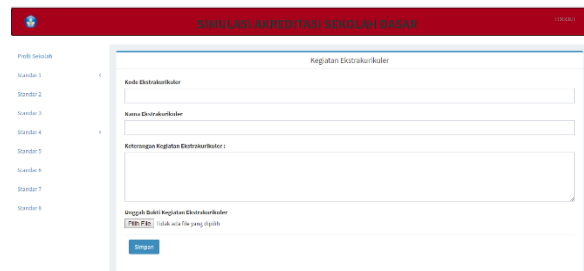 SIMULASI AKREDITASI SEKOLAH DASAR
LOGOUT
Profil Sekolah
Standar 1
Standar 2
Standar 3
Standar 4
Standar 5
Standar 6
Standar 7
Standar 8
Kegiatan Ekstrakurikuler
Kode Ekstrakurikuler
Nama Ekstrakurikuler
Keterangan Kegiatan Ekstrakurikuler :
Unggah Bukti Kegiatan Ekstrakurikuler
Pilih File Tidak ada file yang dipilih
Simpan